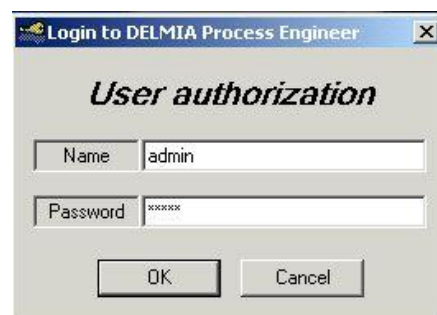 Login to DELMIA Process Engineer
User authorization
Name admin
Password *****
OK Cancel